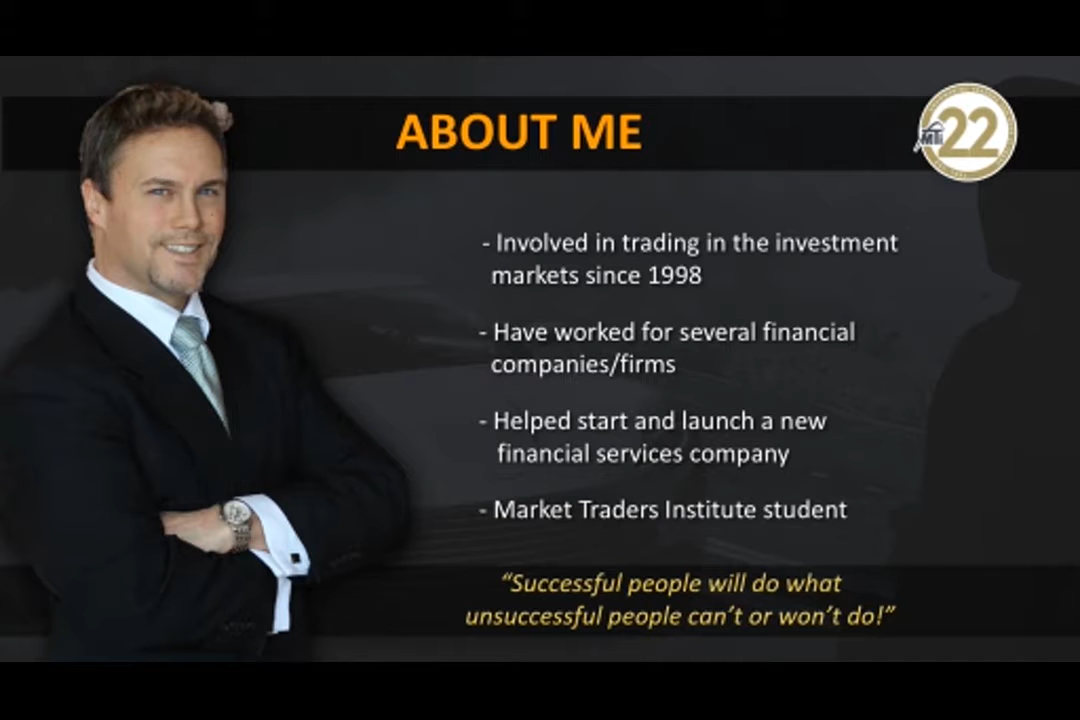 ABOUT ME
MTI
22
- Involved in trading in the investment
markets since 1998
- Have worked for several financial
companies/firms
- Helped start and launch a new
financial services company
- Market Traders Institute student
“Successful people will do what
unsuccessful people can’t or won’t do!”